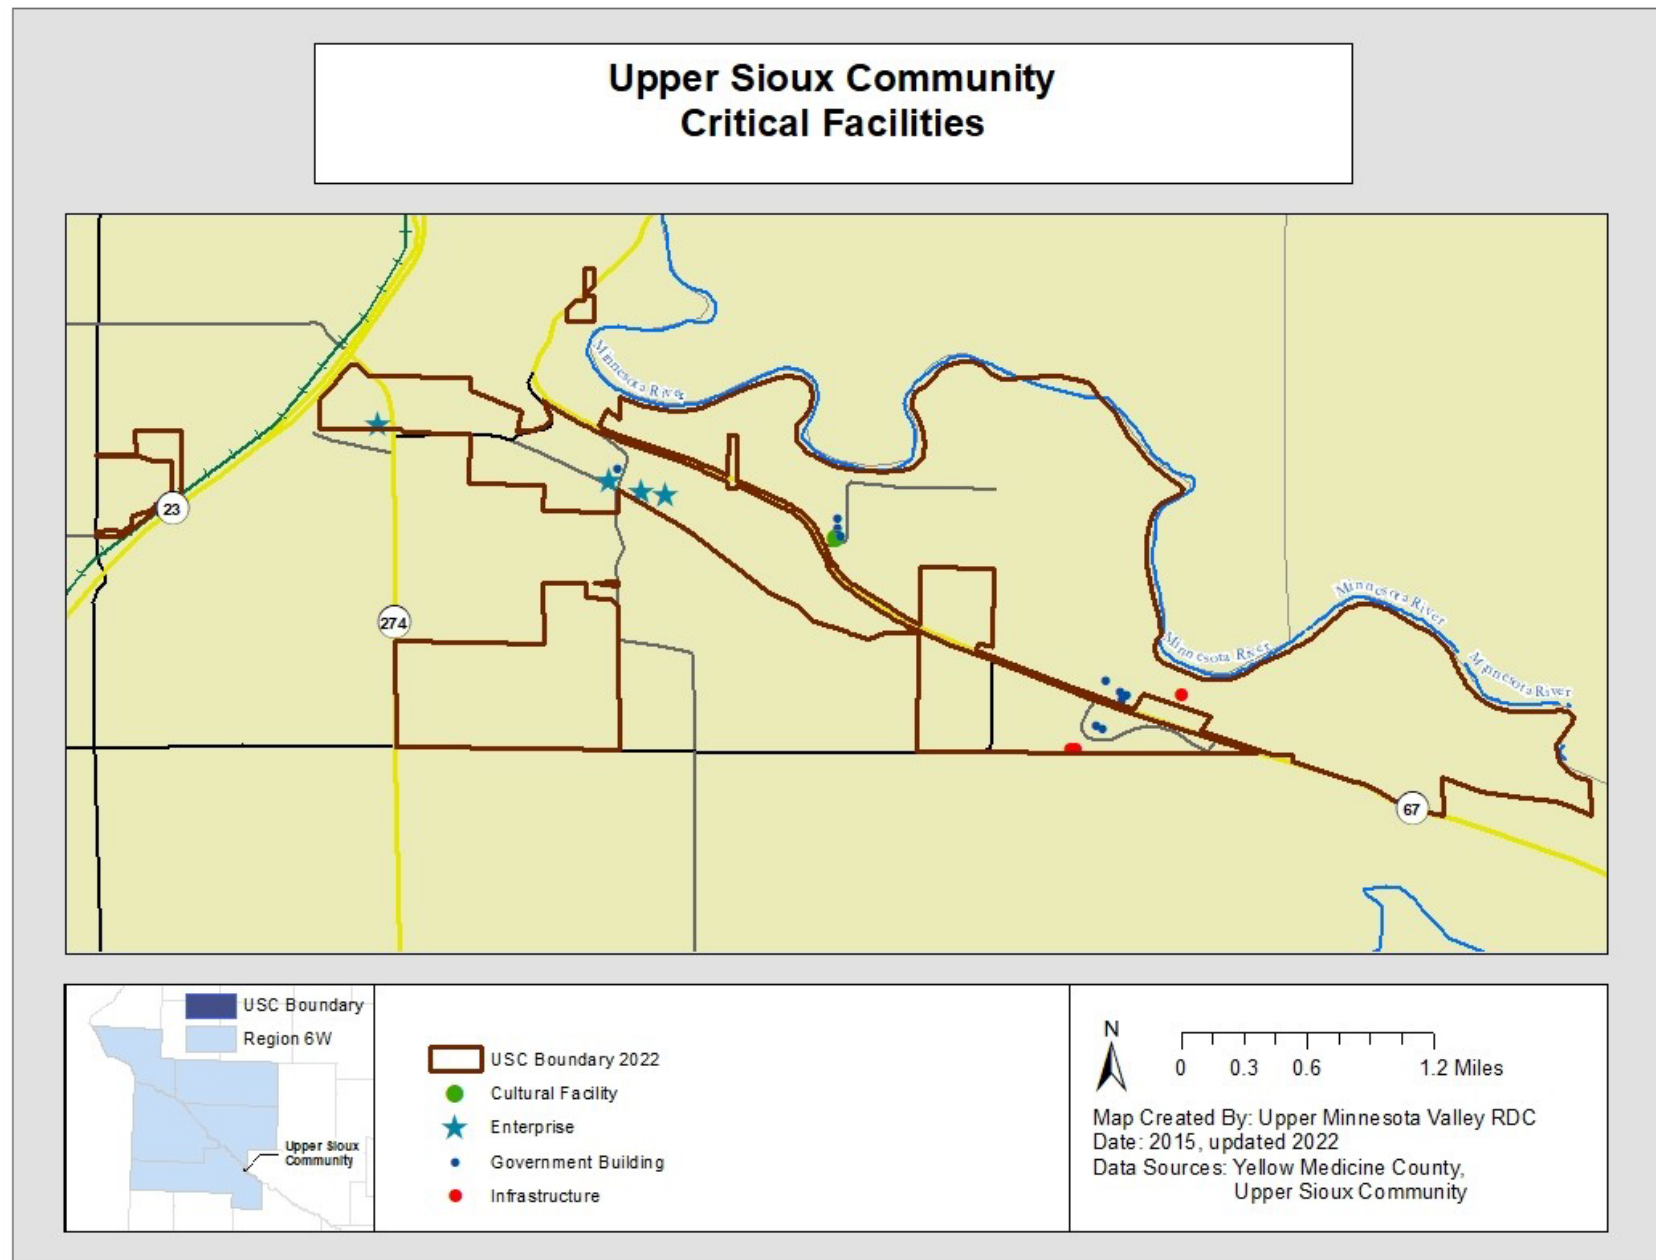 Upper Sioux Community
Critical Facilities
Minnesota River
23
274
Minnesota River
Minnesota River
Minnesota River
67
USC Boundary
Region 6W
Upper Sioux
Community
USC Boundary 2022
Cultural Facility
Enterprise
Government Building
Infrastructure
N
0 0.3 0.6 1.2 Miles
Map Created By: Upper Minnesota Valley RDC
Date: 2015, updated 2022
Data Sources: Yellow Medicine County,
Upper Sioux Community